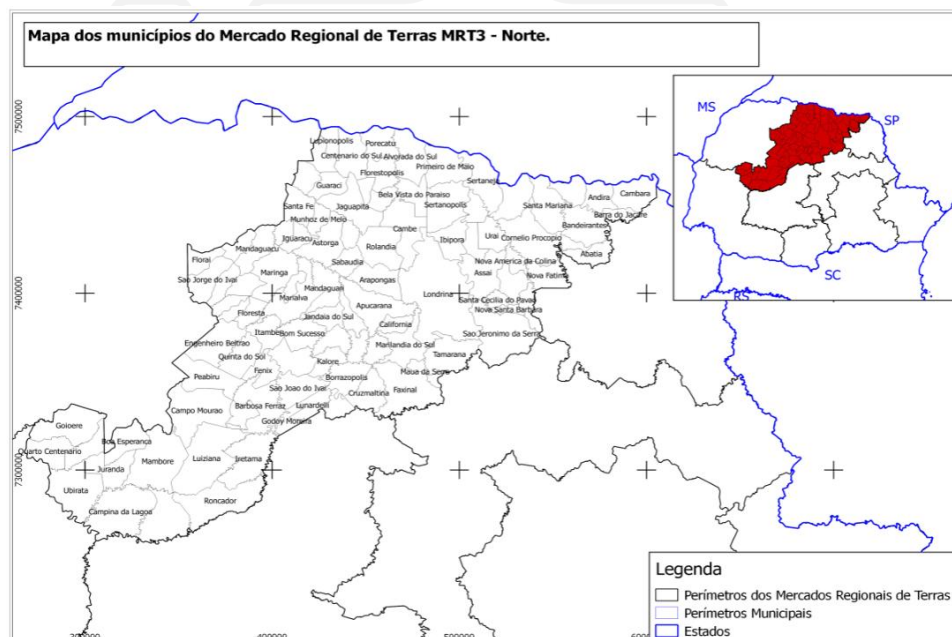 Mapa dos municípios do Mercado Regional de Terras MRT3 - Norte.
MS
SP
SC
RS
7500000
7400000
7300000
400000
500000
Lupionopolis
Porecatu
Centenario do Sul
Alvorada do Sul
Primeiro de Maio
Florestopolis
Sertaneja
Guaraci
Bela Vista do Paraiso
Cambara
Andira
Santa Fe
Jaguapita
Sertanopolis
Santa Mariana
Barra do Jacare
Munhoz de Melo
Bandeirantes
Cambe
Iguaracu
Astorga
Rolandia
Ibipora
Urai
Cornelio Procopio
Mandaguacu
Abatia
Florai
Sabaudia
Nova America da Colina
Maringa
Assai
Nova Fatima
Sao Jorge do Ivai
Arapongas
Mandaguari
Marialva
Londrina
Santa Cecilia do Pavao
Apucarana
Nova Santa Barbara
Floresta
Jandaia do Sul
California
Itambe
Bom Sucesso
Sao Jeronimo da Serra
Engenheiro Beltrao
Marilandia do Sul
Quinta do Sol
Tamarana
Kalore
Fenix
Maua da Serra
Peabiru
Borrazopolis
Sao Joao do Ivai
Faxinal
Cruzmaltina
Campo Mourao
Barbosa Ferraz
Lunardelli
Godoy Moreira
Goioere
Boa Esperança
Quarto Centenario
Mambore
Luiziana
Iretama
Juranda
Ubirata
Roncador
Campina da Lagoa
Legenda
Perímetros dos Mercados Regionais de Terras
Perímetros Municipais
Estados